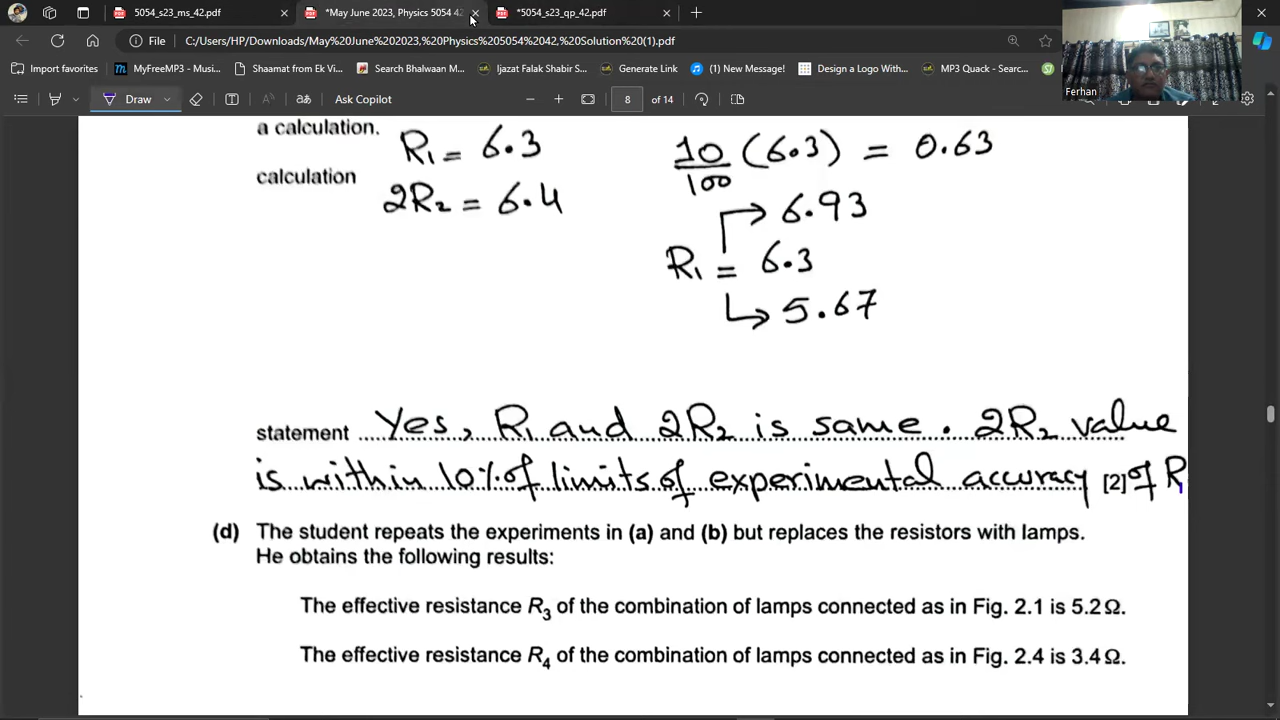 5054_s23_ms_42.pdf
*May June 2023, Physics 5054 42
*5054_s23_qp_42.pdf
File
C:/Users/HP/Downloads/May%20June%202023,%20Physics%205054%2042,%20Solution%20(1).pdf
Import favorites
MyFreeMP3 - Musi...
Shaamat from Ek Vi...
Search Bhalwaan M...
Ijazat Falak Shabir S...
Generate Link
(1) New Message!
Design a Logo With...
MP3 Quack - Searc...
Ferhan
Draw
Ask Copilot
8 of 14
a calculation.
R₁ = 6.3
10/100 (6.3) = 0.63
calculation
2R₂ = 6.4
6.93
R₁ = 6.3
5.67
statement Yes, R₁ and 2R₂ is same. 2R₂ value
is within 10% of limits of experimental accuracy [2] of R₁
(d) The student repeats the experiments in (a) and (b) but replaces the resistors with lamps.
He obtains the following results:
The effective resistance R₃ of the combination of lamps connected as in Fig. 2.1 is 5.2 Ω.
The effective resistance R₄ of the combination of lamps connected as in Fig. 2.4 is 3.4 Ω.